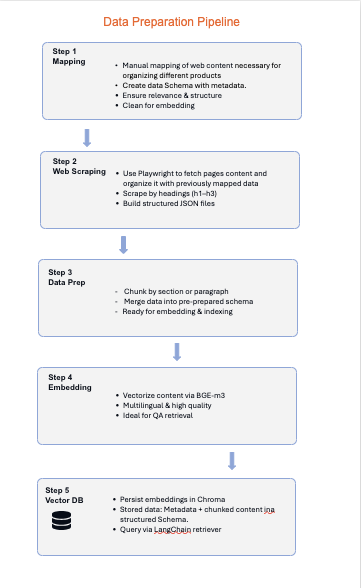 Data Preparation Pipeline
Step 1
Mapping
• Manual mapping of web content necessary for
organizing different products
• Create data Schema with metadata.
• Ensure relevance & structure
• Clean for embedding
Step 2
Web Scraping
• Use Playwright to fetch pages content and
organize it with previously mapped data
• Scrape by headings (h1–h3)
• Build structured JSON files
Step 3
Data Prep
- Chunk by section or paragraph
- Merge data into pre-prepared schema
- Ready for embedding & indexing
Step 4
Embedding
• Vectorize content via BGE-m3
• Multilingual & high quality
• Ideal for QA retrieval
Step 5
Vector DB
• Persist embeddings in Chroma
• Stored data: Metadata + chunked content ina
structured Schema.
• Query via LangChain retriever